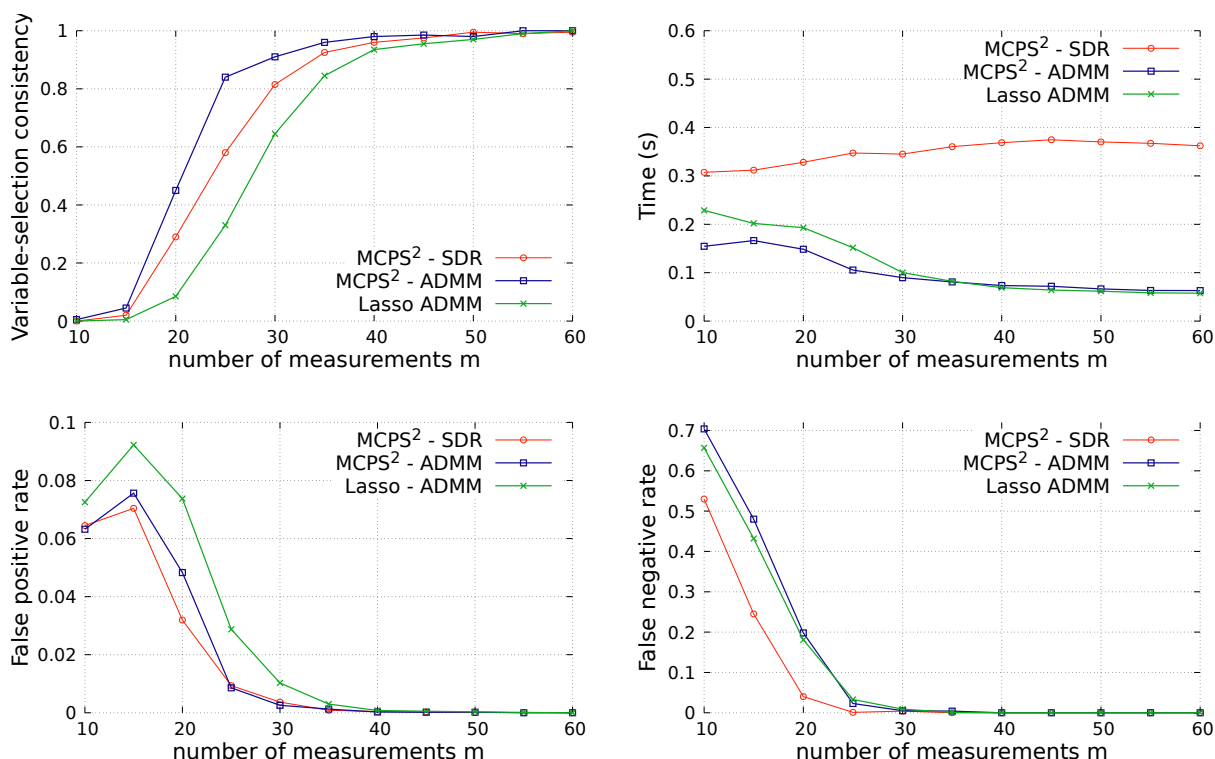 Variable-selection consistency
1
0.8
0.6
0.4
0.2
0
MCPS² - SDR
MCPS² - ADMM
Lasso ADMM
10 20 30 40 50 60
number of measurements m
Time (s)
0.6
0.5
0.4
0.3
0.2
0.1
0
MCPS² - SDR
MCPS² - ADMM
Lasso ADMM
10 20 30 40 50 60
number of measurements m
False positive rate
0.1
0.08
0.06
0.04
0.02
0
MCPS² - SDR
MCPS² - ADMM
Lasso - ADMM
10 20 30 40 50 60
number of measurements m
False negative rate
0.7
0.6
0.5
0.4
0.3
0.2
0.1
0
MCPS² - SDR
MCPS² - ADMM
Lasso ADMM
10 20 30 40 50 60
number of measurements m